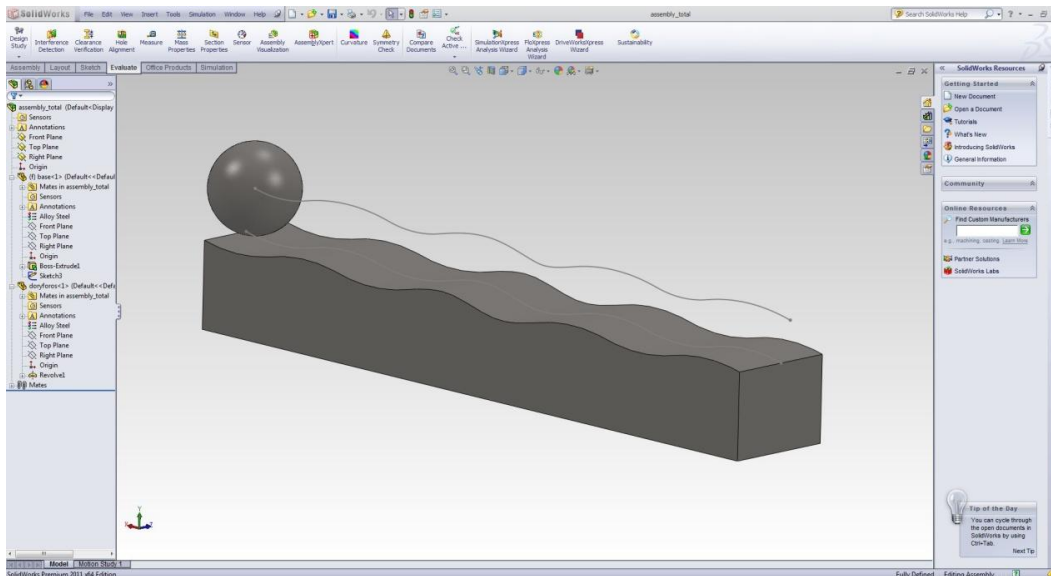 SolidWorks File Edit View Insert Tools Simulation Window Help assembly_total Search SolidWorks Help
Design Study
Interference Detection
Clearance Verification
Hole Alignment
Measure
Mass Properties
Section Properties
Sensor
Assembly Visualization
AssemblyXpert
Curvature
Symmetry Check
Compare Documents
Check Active ...
SimulationXpress Analysis Wizard
FloXpress Analysis Wizard
DriveWorksXpress Wizard
Sustainability
Assembly Layout Sketch Evaluate Office Products Simulation
assembly_total (Default<Display
Sensors
Annotations
Front Plane
Top Plane
Right Plane
Origin
(f) base<1> (Default<<Defaul
Mates in assembly_total
Sensors
Annotations
Alloy Steel
Front Plane
Top Plane
Right Plane
Origin
Boss-Extrude1
Sketch3
doryforos<1> (Default<<Defa
Mates in assembly_total
Sensors
Annotations
Alloy Steel
Front Plane
Top Plane
Right Plane
Origin
Revolve1
Mates
Y
X
Z
SolidWorks Resources
Getting Started
New Document
Open a Document
Tutorials
What's New
Introducing SolidWorks
General Information
Community
Online Resources
Find Custom Manufacturers
e.g., machining, casting, Learn More
Partner Solutions
SolidWorks Labs
Tip of the Day
You can cycle through
the open documents in
SolidWorks by using
Ctrl-Tab.
Next Tip
Model Motion Study 1
SolidWorks Premium 2011 x64 Edition Fully Defined Editing Assembly